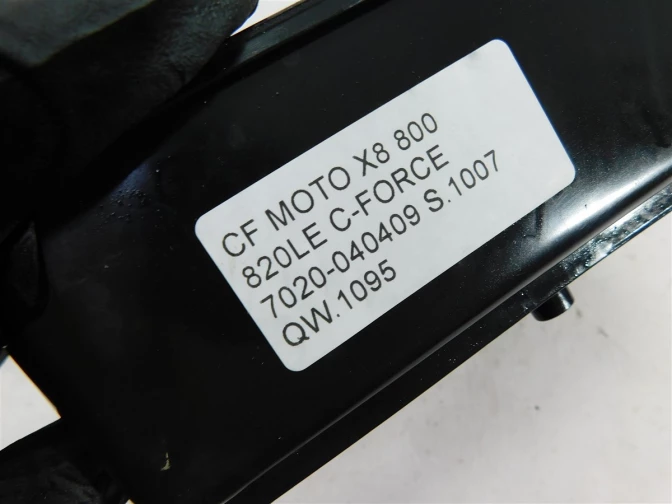 CF MOTO X8 800
820LE C-FORCE
7020-040409 S.1007
QW.1095